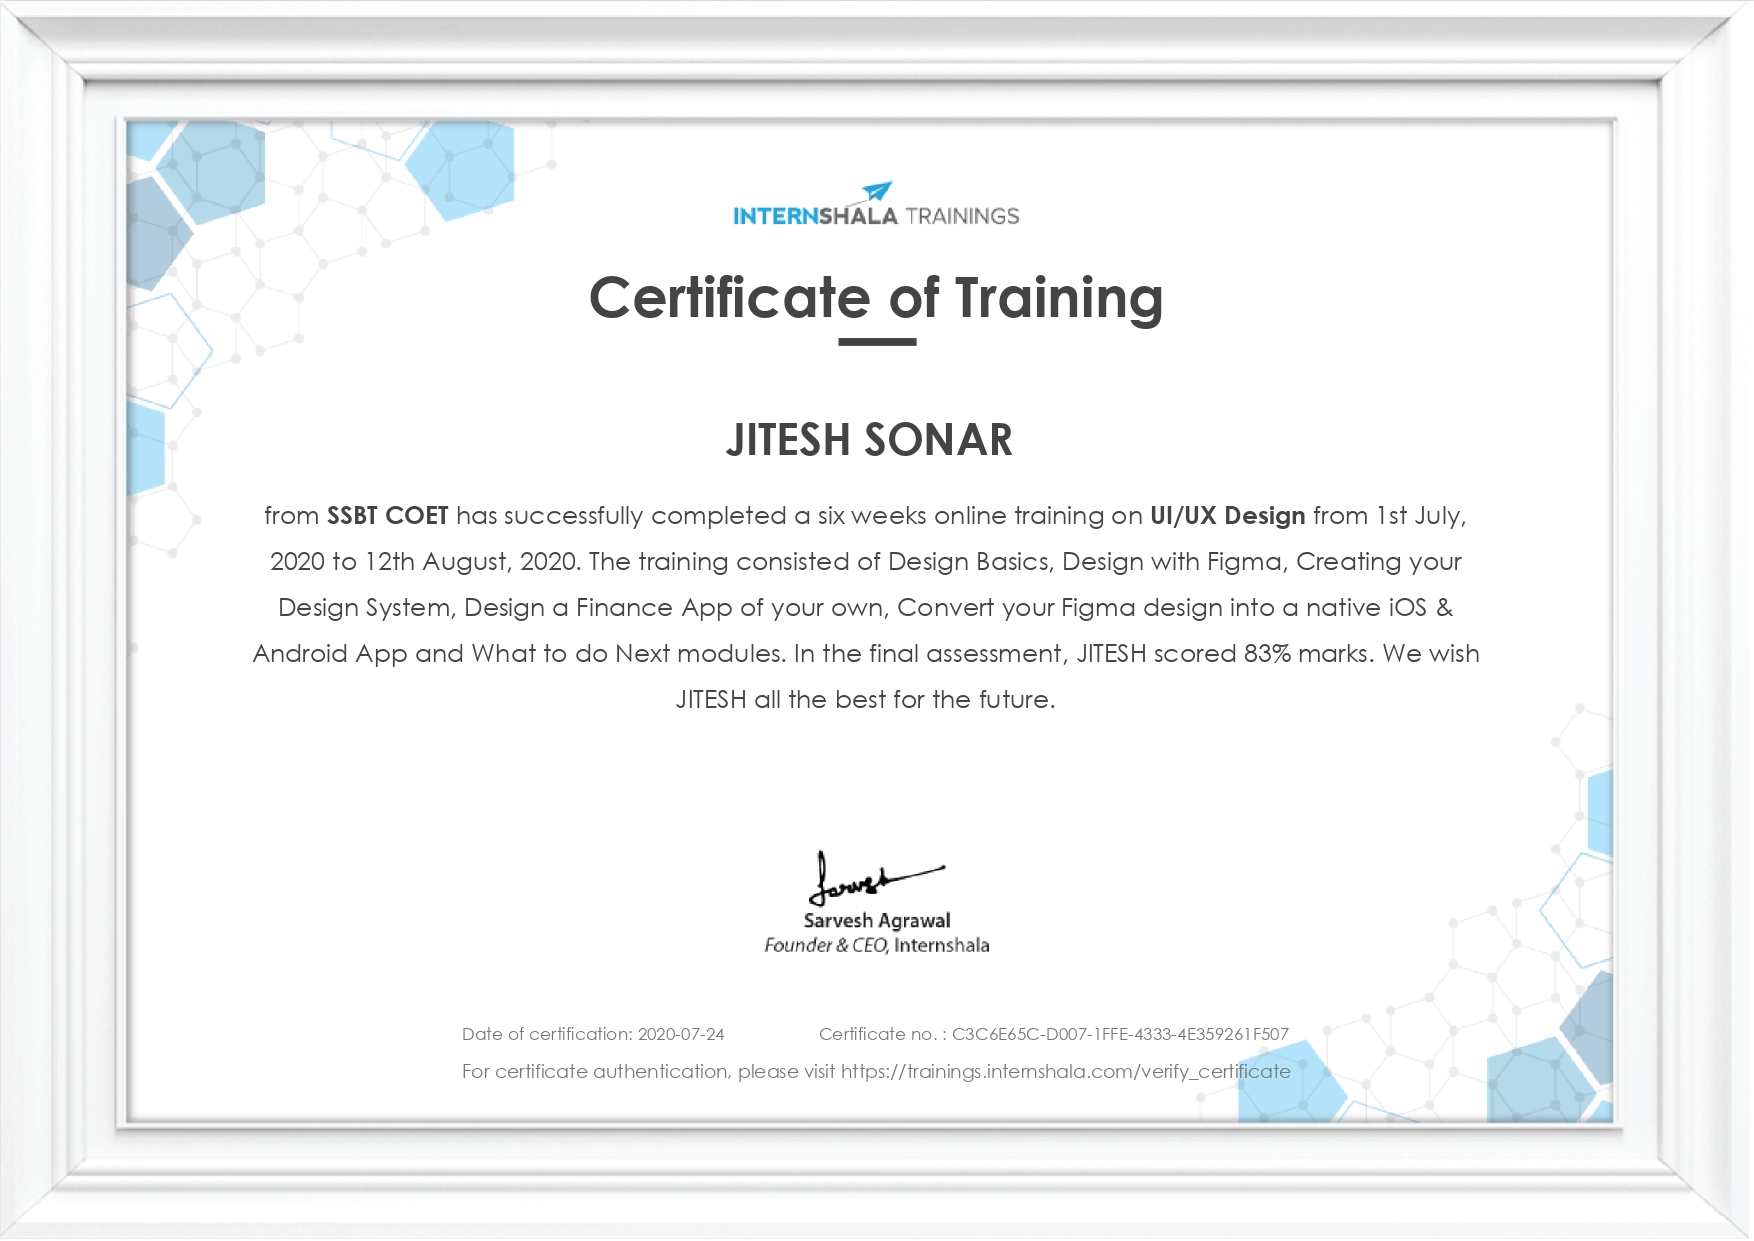 INTERNSHALA TRAININGS
Certificate of Training
JITESH SONAR
from SSBT COET has successfully completed a six weeks online training on UI/UX Design from 1st July,
2020 to 12th August, 2020. The training consisted of Design Basics, Design with Figma, Creating your
Design System, Design a Finance App of your own, Convert your Figma design into a native iOS &
Android App and What to do Next modules. In the final assessment, JITESH scored 83% marks. We wish
JITESH all the best for the future.
Sarvesh
Sarvesh Agrawal
Founder & CEO, Internshala
Date of certification: 2020-07-24 Certificate no. : C3C6E65C-D007-1FFE-4333-4E359261F507
For certificate authentication, please visit https://trainings.internshala.com/verify_certificate